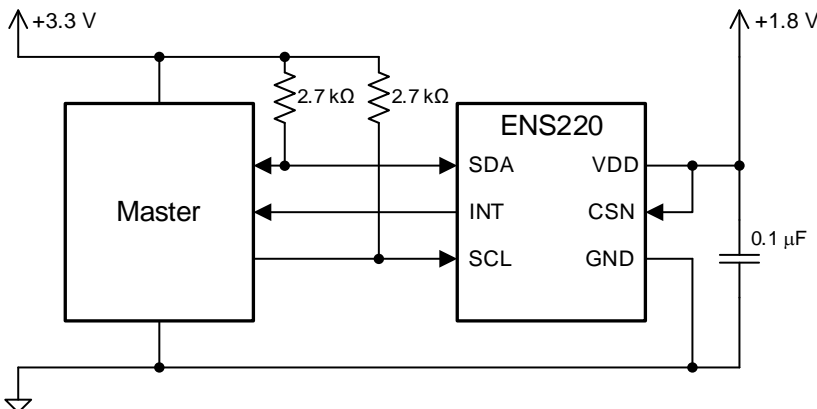 +3.3 V
+1.8 V
2.7 kΩ
2.7 kΩ
ENS220
Master
SDA
VDD
INT
CSN
SCL
GND
0.1 μF